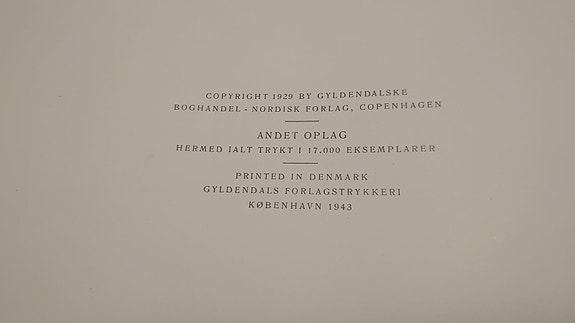 COPYRIGHT 1929 BY GYLDENDALSKE
BOGHANDEL - NORDISK FORLAG, COPENHAGEN
ANDET OPLAG
HERMED IALT TRYKT I 17.000 EKSEMPLARER
PRINTED IN DENMARK
GYLDENDALS FORLAGSTRYKKERI
KØBENHAVN 1943